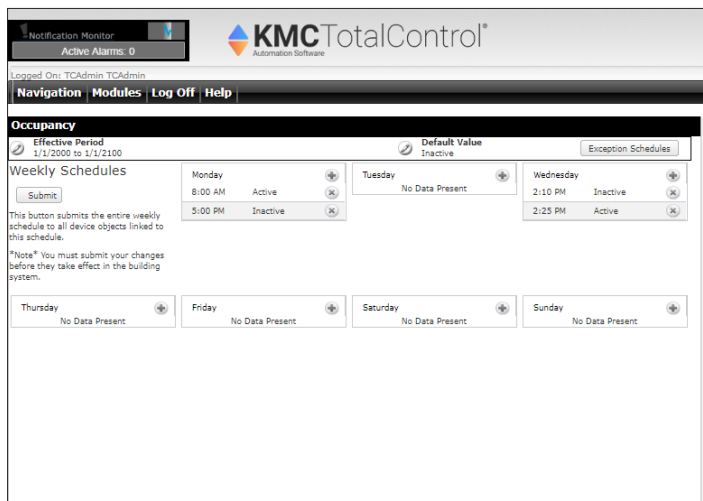 Notification Monitor
Active Alarms: 0
KMCTotalControl®
Automation Software
Logged On: TCAdmin TCAdmin
Navigation Modules Log Off Help
Occupancy
Effective Period
1/1/2000 to 1/1/2100
Default Value
Inactive
Exception Schedules
Weekly Schedules
Submit
This button submits the entire weekly
schedule to all device objects linked to
this schedule.
*Note* You must submit your changes
before they take effect in the building
system.
Monday
8:00 AM Active
5:00 PM Inactive
Tuesday
No Data Present
Wednesday
2:10 PM Inactive
2:25 PM Active
Thursday
No Data Present
Friday
No Data Present
Saturday
No Data Present
Sunday
No Data Present